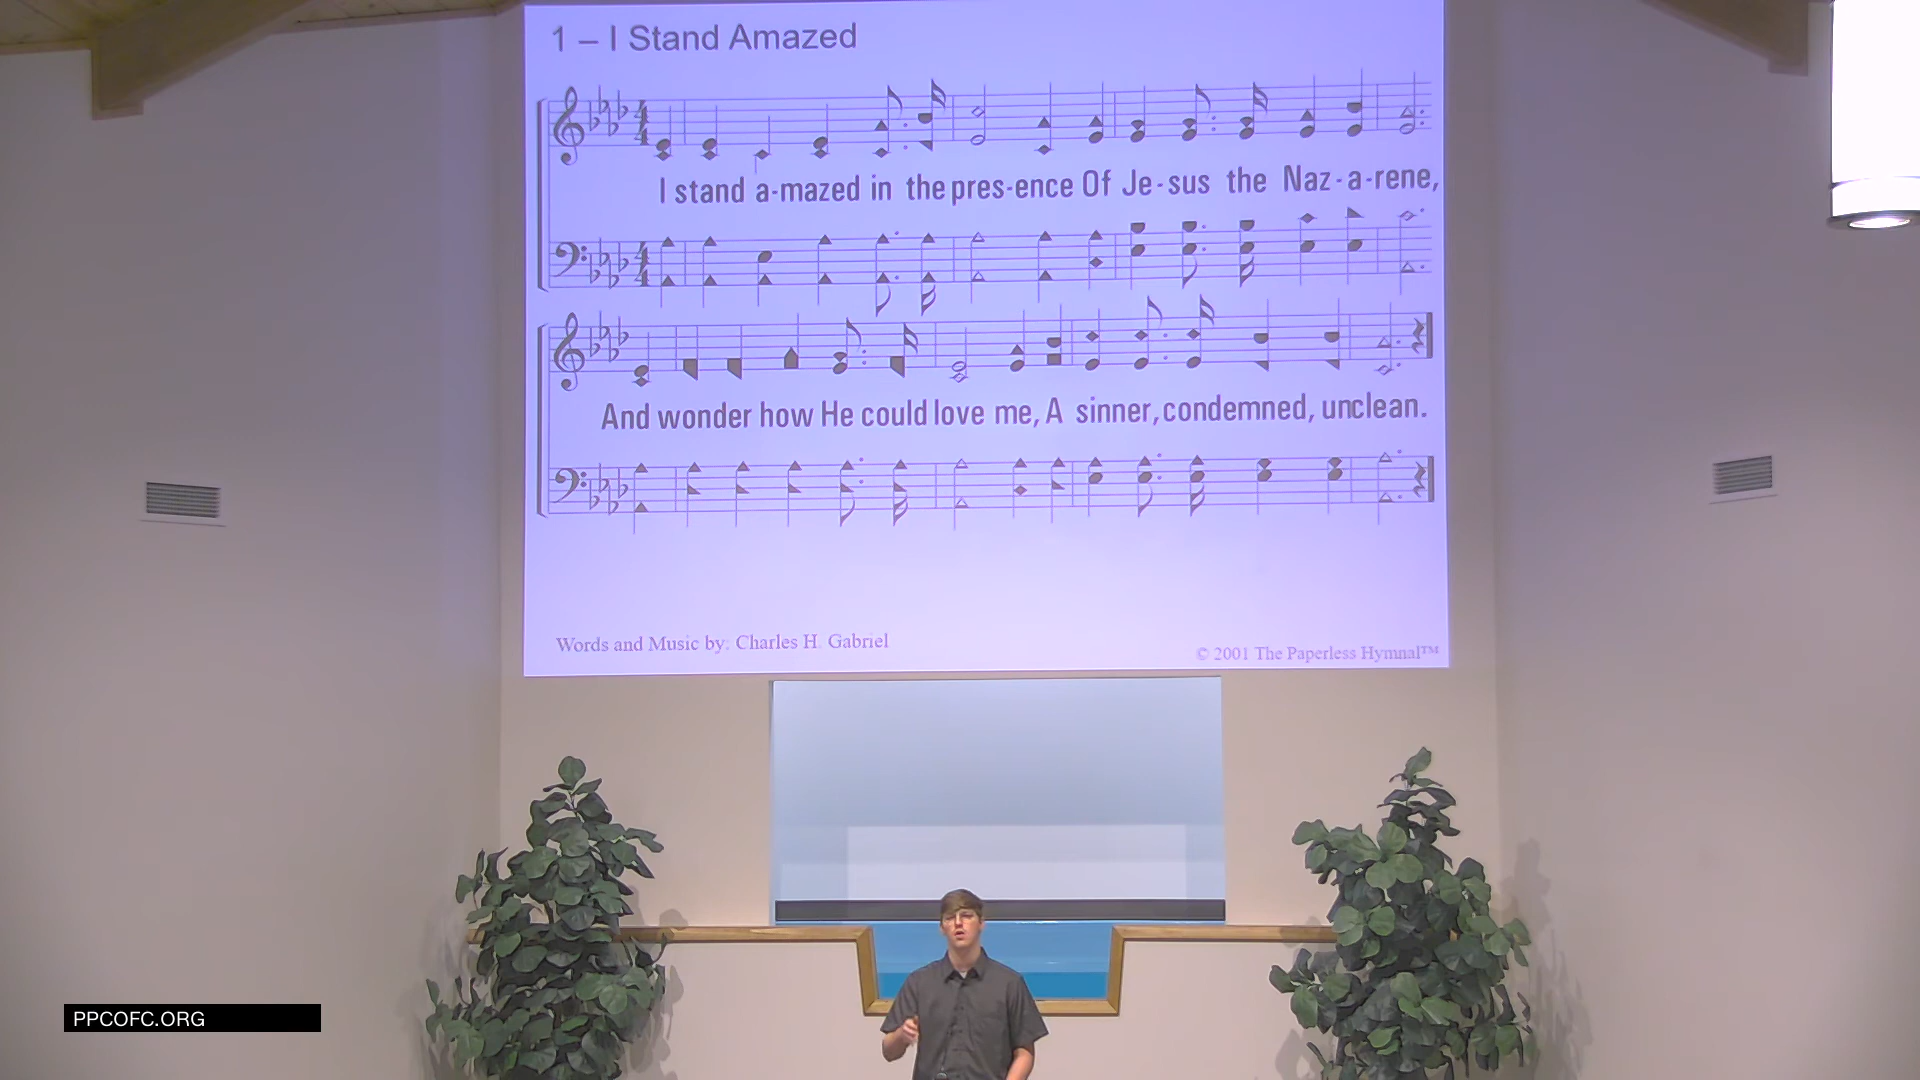 1 – I Stand Amazed
I stand a-mazed in the pres-ence Of Je-sus the Naz-a-rene,
And wonder how He could love me, A sinner, condemned, unclean.
Words and Music by: Charles H. Gabriel
© 2001 The Paperless Hymnal™
PPCOFC.ORG